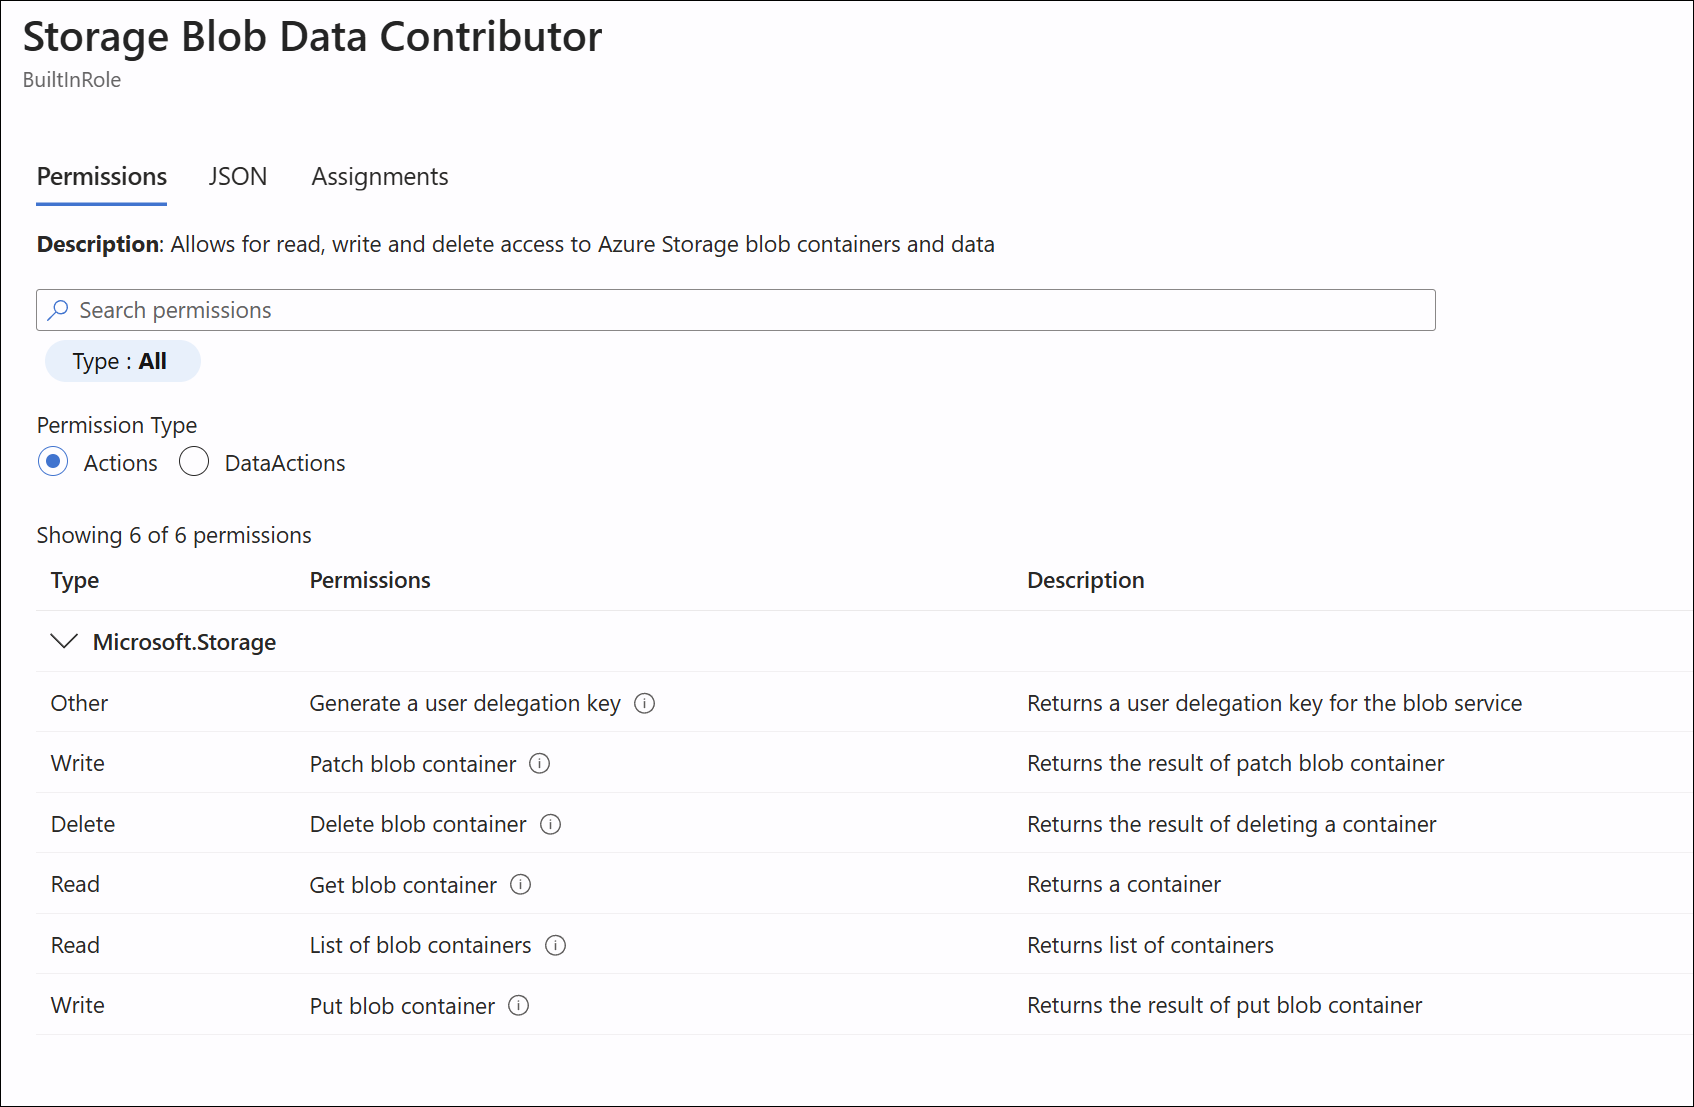 Storage Blob Data Contributor
BuiltInRole
Permissions JSON Assignments
Description: Allows for read, write and delete access to Azure Storage blob containers and data
Search permissions
Type : All
Permission Type
Actions DataActions
Showing 6 of 6 permissions
Type Permissions Description
Microsoft.Storage
Other Generate a user delegation key Returns a user delegation key for the blob service
Write Patch blob container Returns the result of patch blob container
Delete Delete blob container Returns the result of deleting a container
Read Get blob container Returns a container
Read List of blob containers Returns list of containers
Write Put blob container Returns the result of put blob container